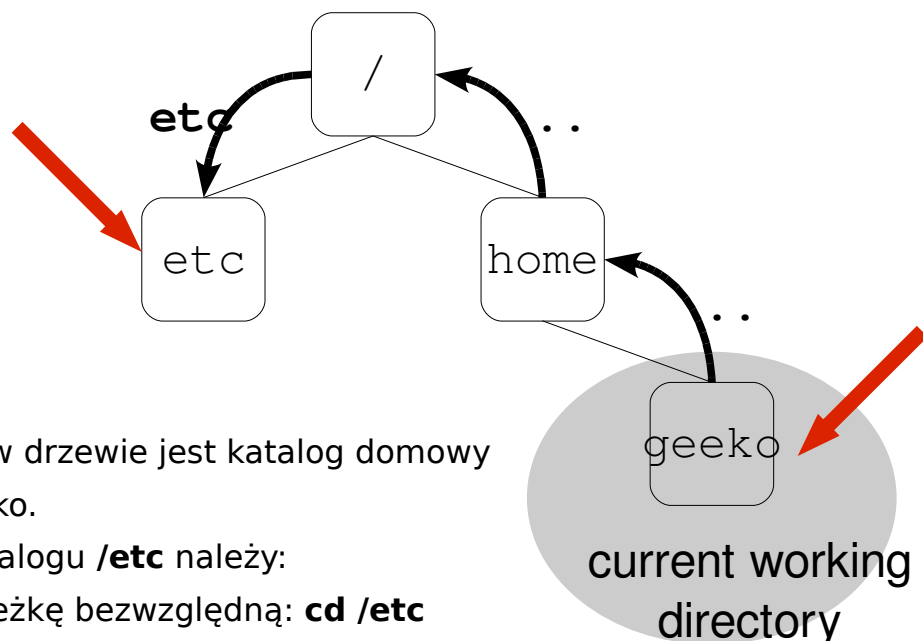 /
etc
..
etc
home
..
geeko
w drzewie jest katalog domowy
ko.
alogu /etc należy:
eżkę bezwzględną: cd /etc
current working
directory